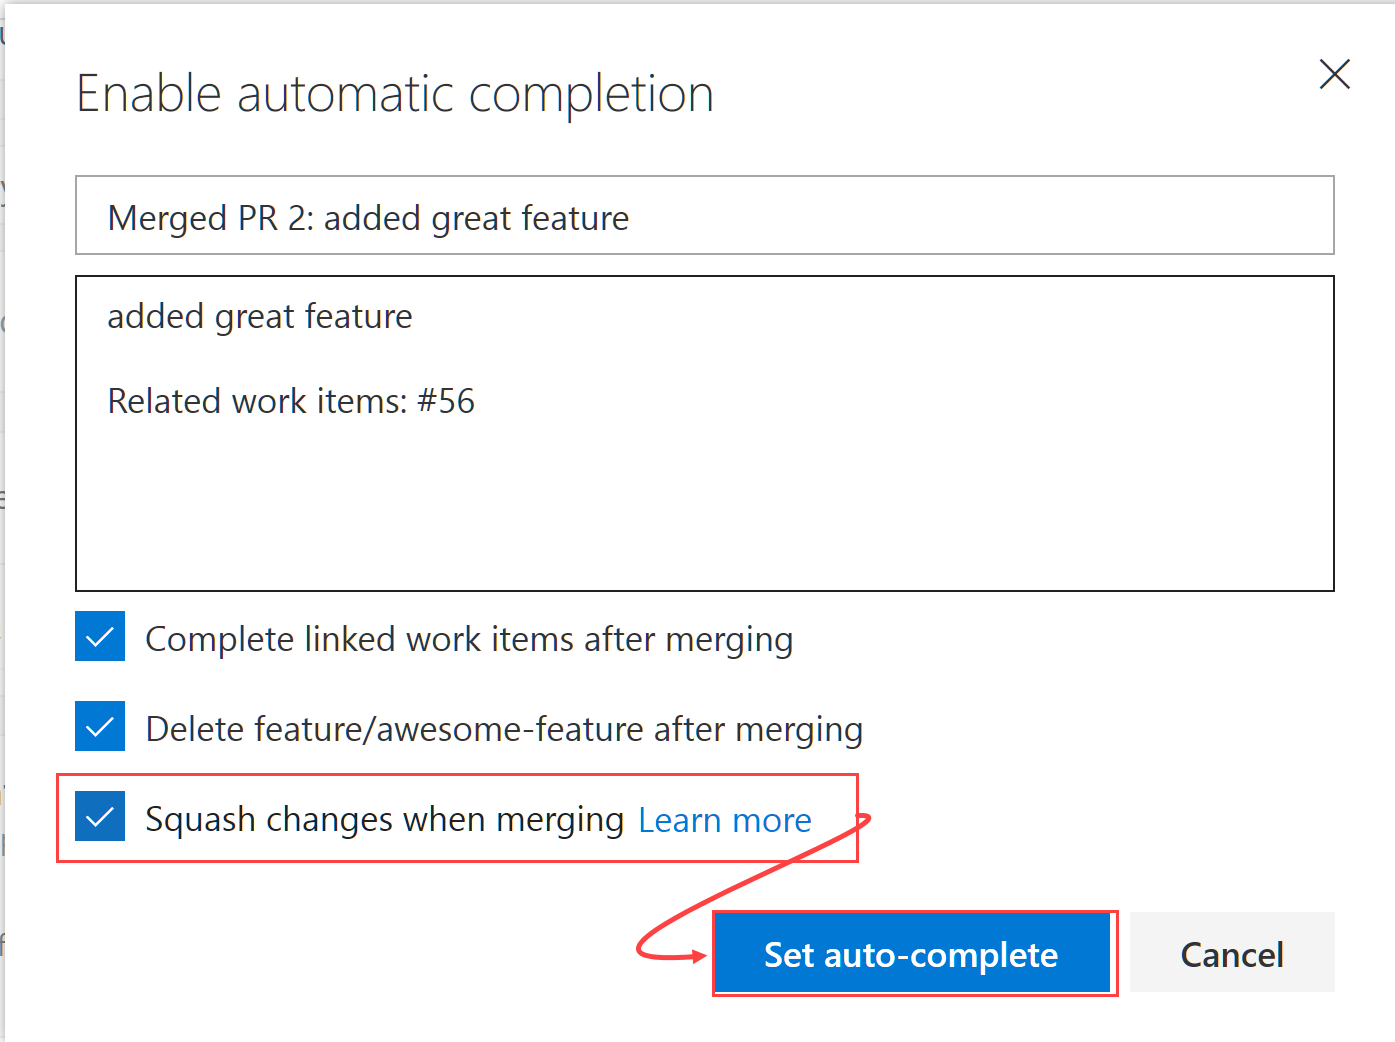 Enable automatic completion
Merged PR 2: added great feature
added great feature
Related work items: #56
Complete linked work items after merging
Delete feature/awesome-feature after merging
Squash changes when merging Learn more
Set auto-complete
Cancel